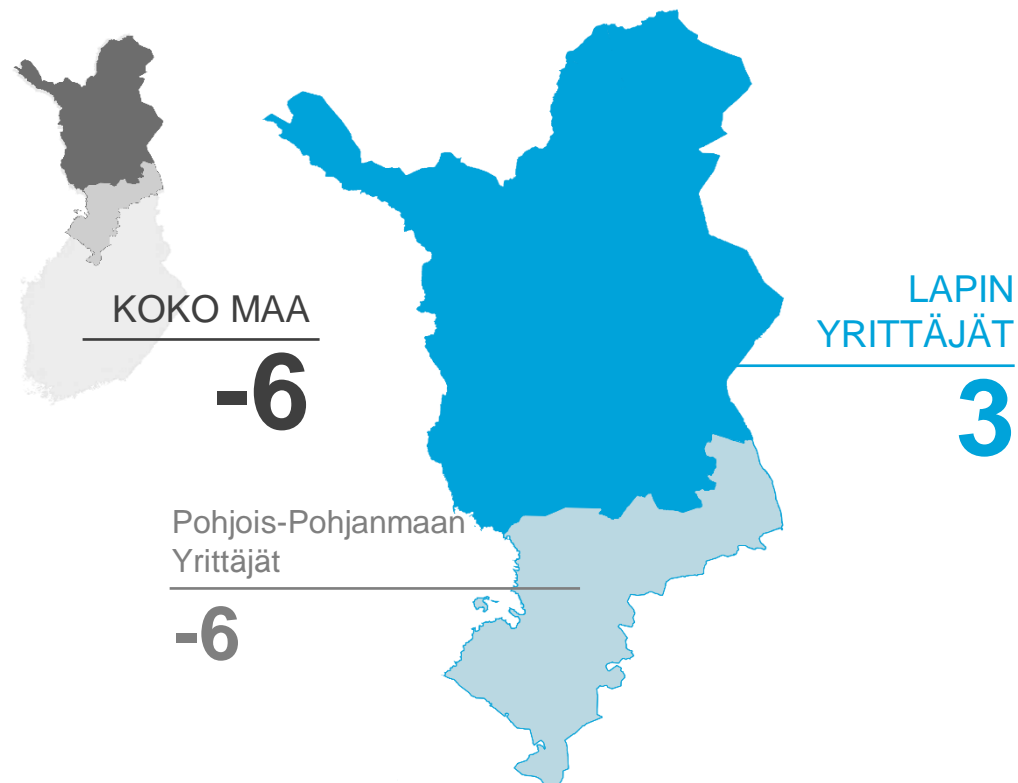 KOKO MAA
-6
LAPIN
YRITTÄJÄT
3
Pohjois-Pohjanmaan
Yrittäjät
-6